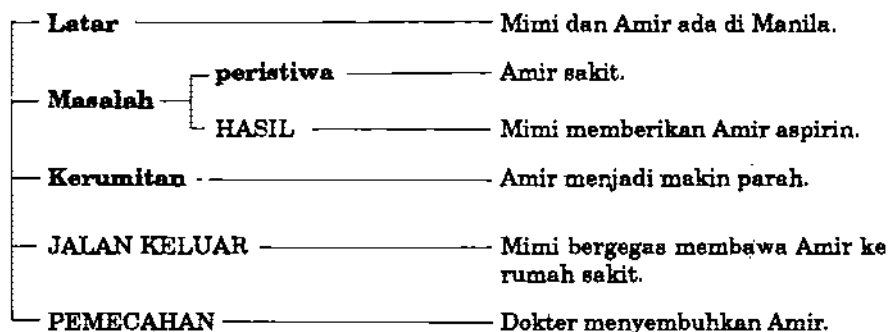 Latar Mimi dan Amir ada di Manila.
peristiwa Amir sakit.
Masalah
HASIL Mimi memberikan Amir aspirin.
Kerumitan Amir menjadi makin parah.
JALAN KELUAR Mimi bergegas membawa Amir ke
rumah sakit.
PEMECAHAN Dokter menyembuhkan Amir.